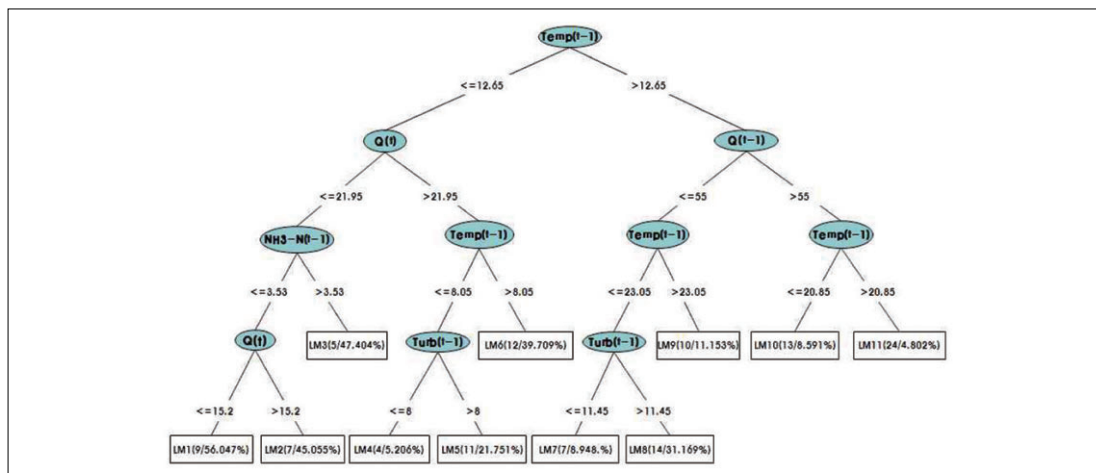 Temp(t-1)
<=12.65 >12.65
Q(t) Q(t-1)
<=21.95 >21.95 <=55 >55
NH3-N(t-1) Temp(t-1) Temp(t-1) Temp(t-1)
<=3.53 >3.53 <=8.05 >8.05 <=23.05 >23.05 <=20.85 >20.85
Q(t) LM3(5/47.404%) Turb(t-1) LM6(12/39.709%) Turb(t-1) LM9(10/11.153%) LM10(13/8.591%) LM11(24/4.802%)
<=15.2 >15.2 <=8 >8 <=11.45 >11.45
LM1(9/56.047%) LM2(7/45.055%) LM4(4/5.206%) LM5(11/21.751%) LM7(7/8.948.%) LM8(14/31.169%)